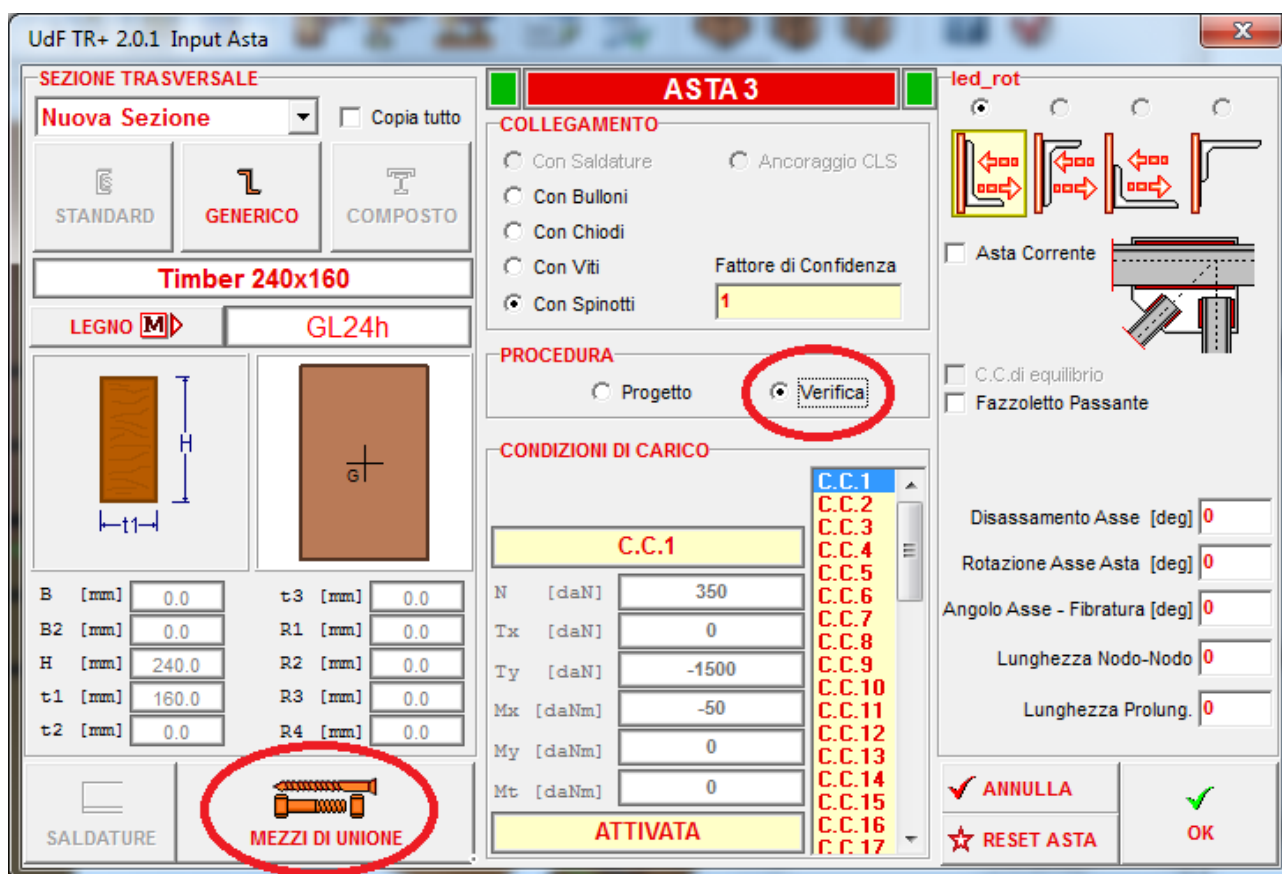 UdF TR+ 2.0.1 Input Asta
x
SEZIONE TRASVERSALE
Nuova Sezione
Copia tutto
STANDARD
GENERICO
COMPOSTO
Timber 240x160
LEGNO M
GL24h
H
t1
G
B [mm] 0.0 t3 [mm] 0.0
B2 [mm] 0.0 R1 [mm] 0.0
H [mm] 240.0 R2 [mm] 0.0
t1 [mm] 160.0 R3 [mm] 0.0
t2 [mm] 0.0 R4 [mm] 0.0
SALDATURE
MEZZI DI UNIONE
ASTA 3
COLLEGAMENTO
Con Saldature
Ancoraggio CLS
Con Bulloni
Con Chiodi
Con Viti
Fattore di Confidenza
Con Spinotti
1
PROCEDURA
Progetto
Verifica
CONDIZIONI DI CARICO
C.C.1
N [daN] 350
Tx [daN] 0
Ty [daN] -1500
Mx [daNm] -50
My [daNm] 0
Mt [daNm] 0
ATTIVATA
C.C.1
C.C.2
C.C.3
C.C.4
C.C.5
C.C.6
C.C.7
C.C.8
C.C.9
C.C.10
C.C.11
C.C.12
C.C.13
C.C.14
C.C.15
C.C.16
C.C.17
led_rot
Asta Corrente
C.C.di equilibrio
Fazzoletto Passante
Disassamento Asse [deg] 0
Rotazione Asse Asta [deg] 0
Angolo Asse - Fibratura [deg] 0
Lunghezza Nodo-Nodo 0
Lunghezza Prolung. 0
ANNULLA
RESET ASTA
OK